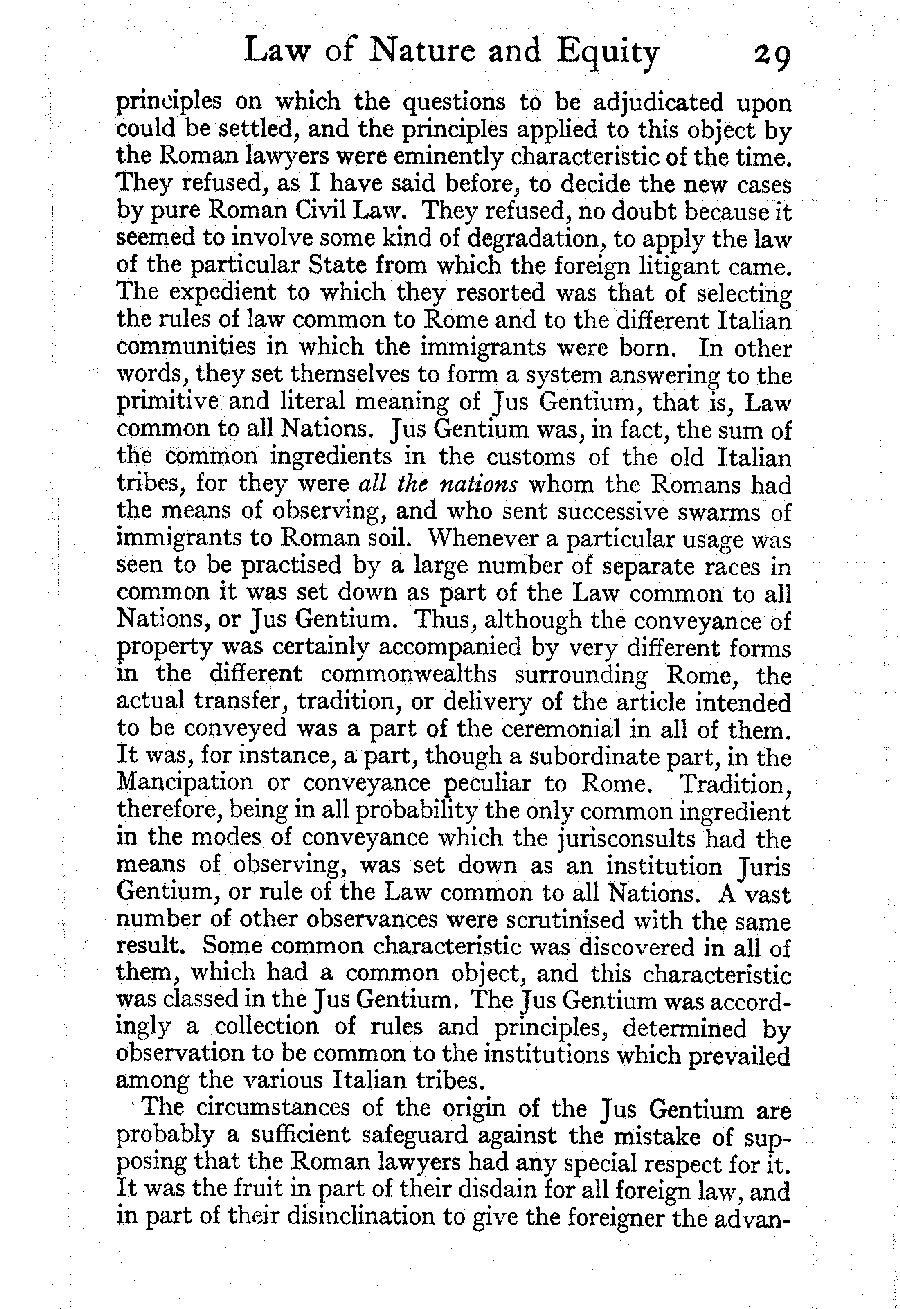 Law of Nature and Equity 29
principles on which the questions to be adjudicated upon
could be settled, and the principles applied to this object by
the Roman lawyers were eminently characteristic of the time.
They refused, as I have said before, to decide the new cases
by pure Roman Civil Law. They refused, no doubt because it
seemed to involve some kind of degradation, to apply the law
of the particular State from which the foreign litigant came.
The expedient to which they resorted was that of selecting
the rules of law common to Rome and to the different Italian
communities in which the immigrants were born. In other
words, they set themselves to form a system answering to the
primitive and literal meaning of Jus Gentium, that is, Law
common to all Nations. Jus Gentium was, in fact, the sum of
the common ingredients in the customs of the old Italian
tribes, for they were all the nations whom the Romans had
the means of observing, and who sent successive swarms of
immigrants to Roman soil. Whenever a particular usage was
seen to be practised by a large number of separate races in
common it was set down as part of the Law common to all
Nations, or Jus Gentium. Thus, although the conveyance of
property was certainly accompanied by very different forms
in the different commonwealths surrounding Rome, the
actual transfer, tradition, or delivery of the article intended
to be conveyed was a part of the ceremonial in all of them.
It was, for instance, a part, though a subordinate part, in the
Mancipation or conveyance peculiar to Rome. Tradition,
therefore, being in all probability the only common ingredient
in the modes of conveyance which the jurisconsults had the
means of observing, was set down as an institution Juris
Gentium, or rule of the Law common to all Nations. A vast
number of other observances were scrutinised with the same
result. Some common characteristic was discovered in all of
them, which had a common object, and this characteristic
was classed in the Jus Gentium. The Jus Gentium was accord-
ingly a collection of rules and principles, determined by
observation to be common to the institutions which prevailed
among the various Italian tribes.
The circumstances of the origin of the Jus Gentium are
probably a sufficient safeguard against the mistake of sup-
posing that the Roman lawyers had any special respect for it.
It was the fruit in part of their disdain for all foreign law, and
in part of their disinclination to give the foreigner the advan-